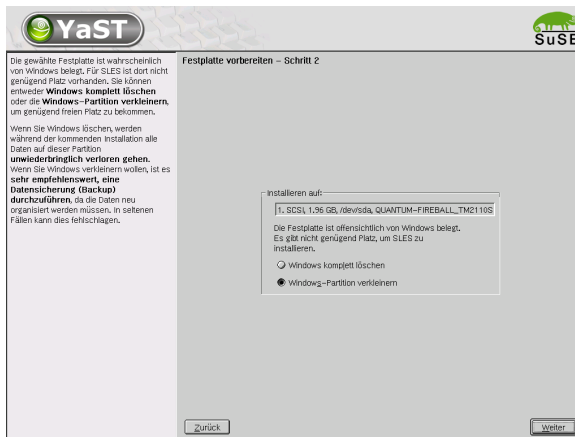 YaST
SuSE
Die gewählte Festplatte ist wahrscheinlich
von Windows belegt. Für SLES ist dort nicht
genügend Platz vorhanden. Sie können
entweder Windows komplett löschen
oder die Windows-Partition verkleinern,
um genügend freien Platz zu bekommen.
Wenn Sie Windows löschen, werden
während der kommenden Installation alle
Daten auf dieser Partition
unwiederbringlich verloren gehen.
Wenn Sie Windows verkleinern wollen, ist es
sehr empfehlenswert, eine
Datensicherung (Backup)
durchzuführen, da die Daten neu
organisiert werden müssen. In seltenen
Fällen kann dies fehlschlagen.
Festplatte vorbereiten – Schritt 2
Installieren auf:
1. SCSI, 1.96 GB, /dev/sda, QUANTUM-FIREBALL_TM2110S
Die Festplatte ist offensichtlich von Windows belegt.
Es gibt nicht genügend Platz, um SLES zu
installieren.
Windows komplett löschen
Windows-Partition verkleinern
Zurück
Weiter